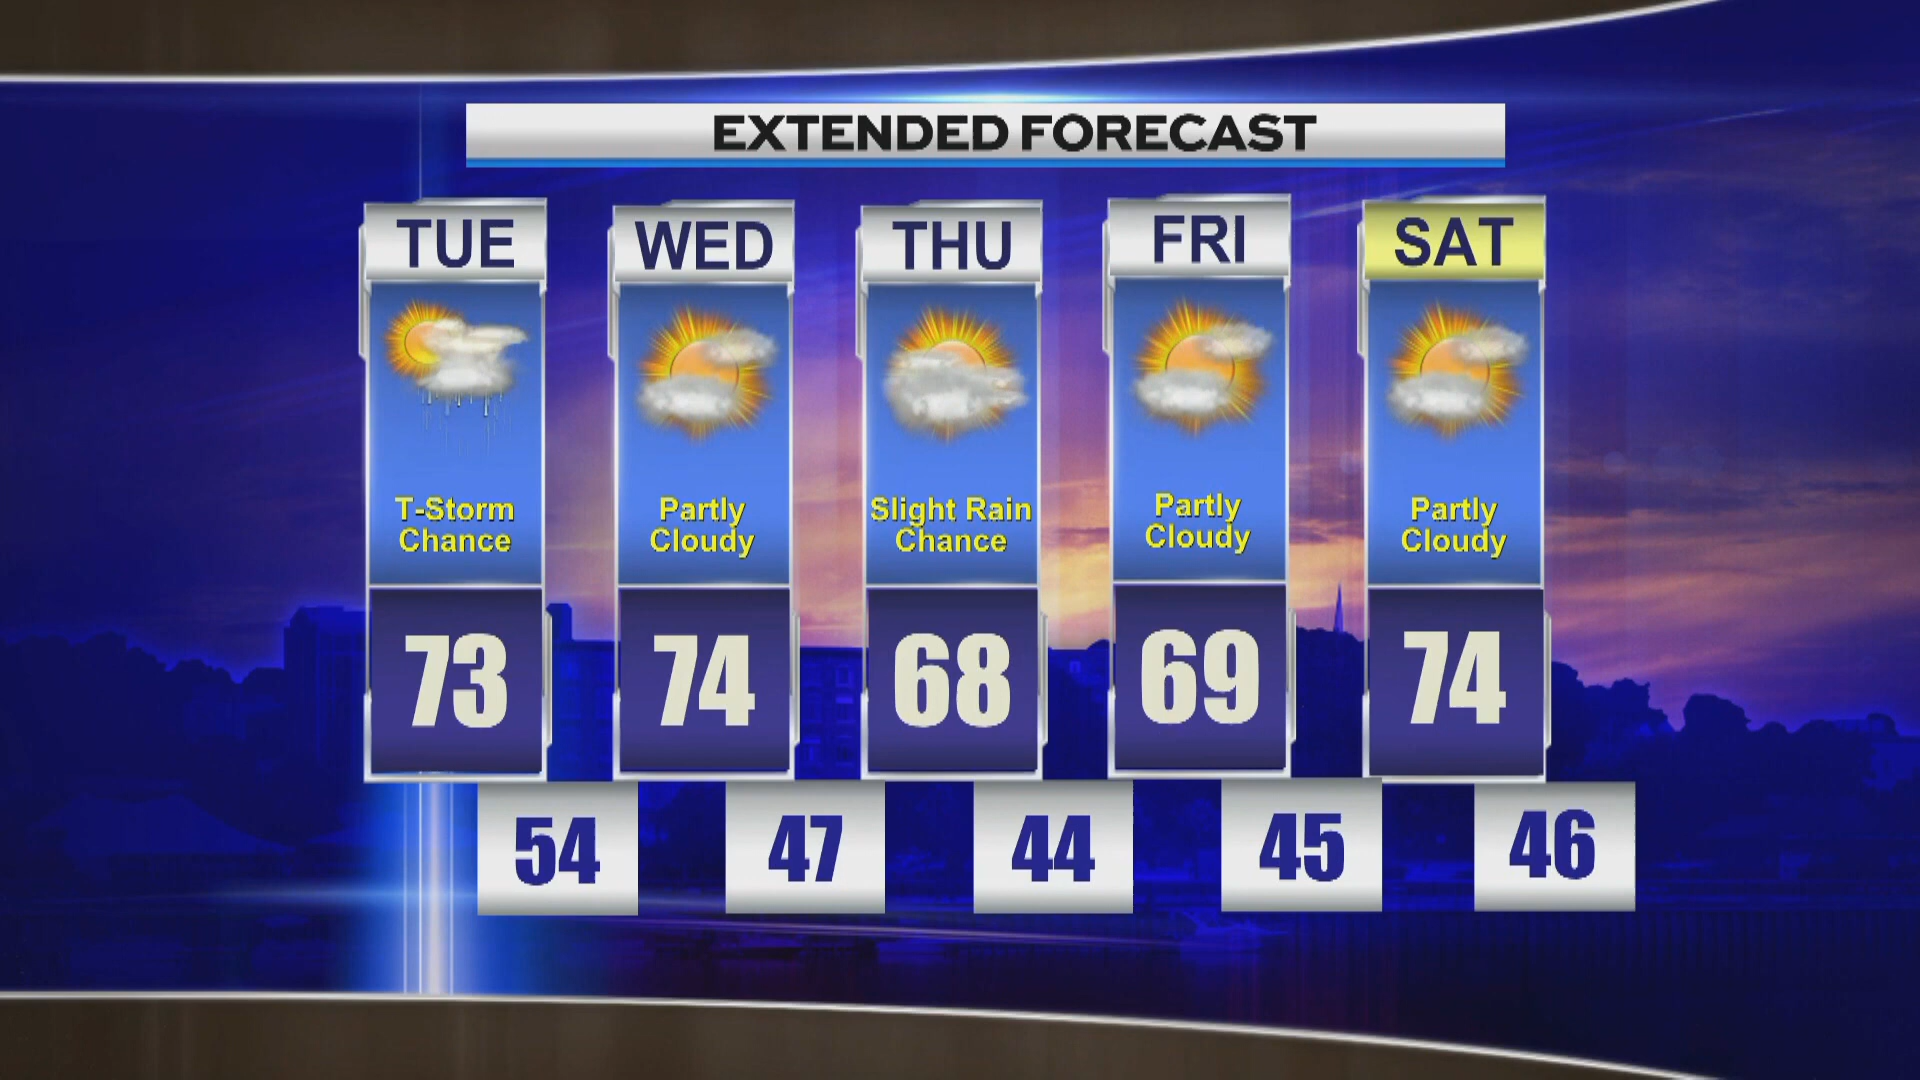 EXTENDED FORECAST
TUE WED THU FRI SAT
T-Storm
Chance
Partly
Cloudy
Slight Rain
Chance
Partly
Cloudy
Partly
Cloudy
73 74 68 69 74
54 47 44 45 46